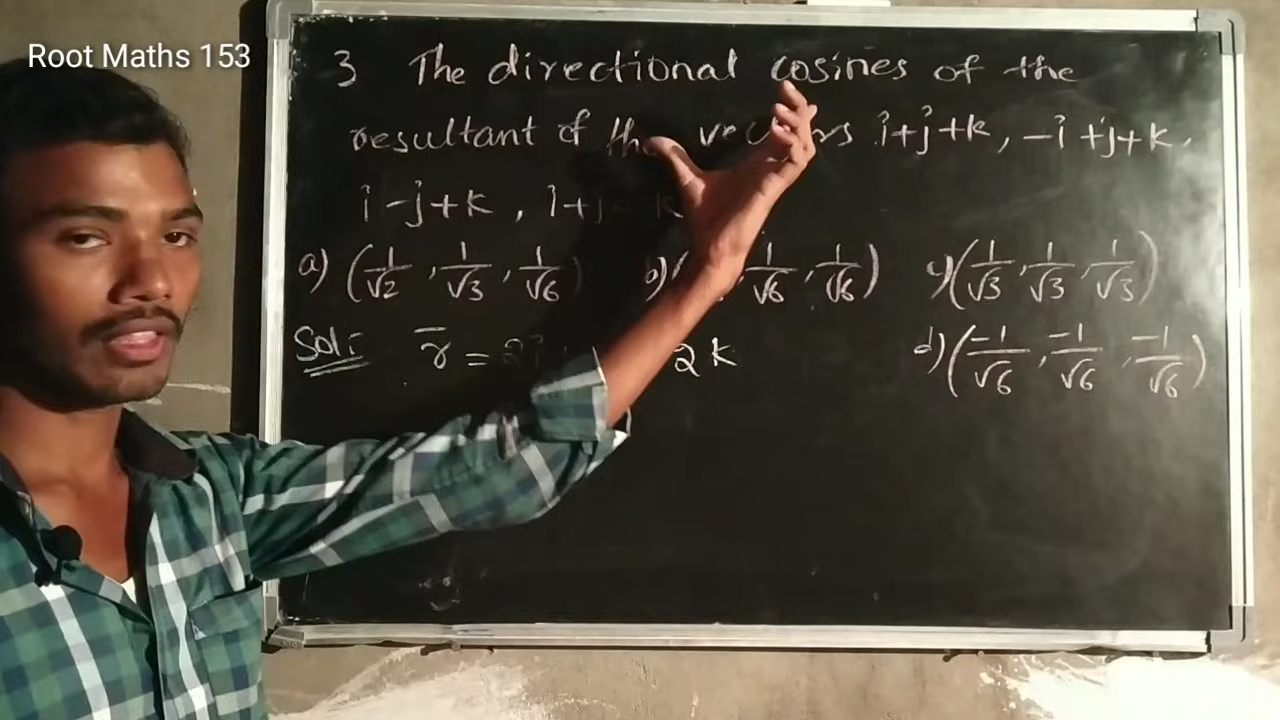 Root Maths 153
3 The directional cosines of the
resultant of the vectors i+j+k, -i+j+k,
i-j+k, i+j- k
a) (1/√2, 1/√3, 1/√6) b) ( , 1/√6, 1/√6) c) (1/√3, 1/√3, 1/√3)
Sol: r̄ = 2i 2k d) (-1/√6, -1/√6, -1/√6)